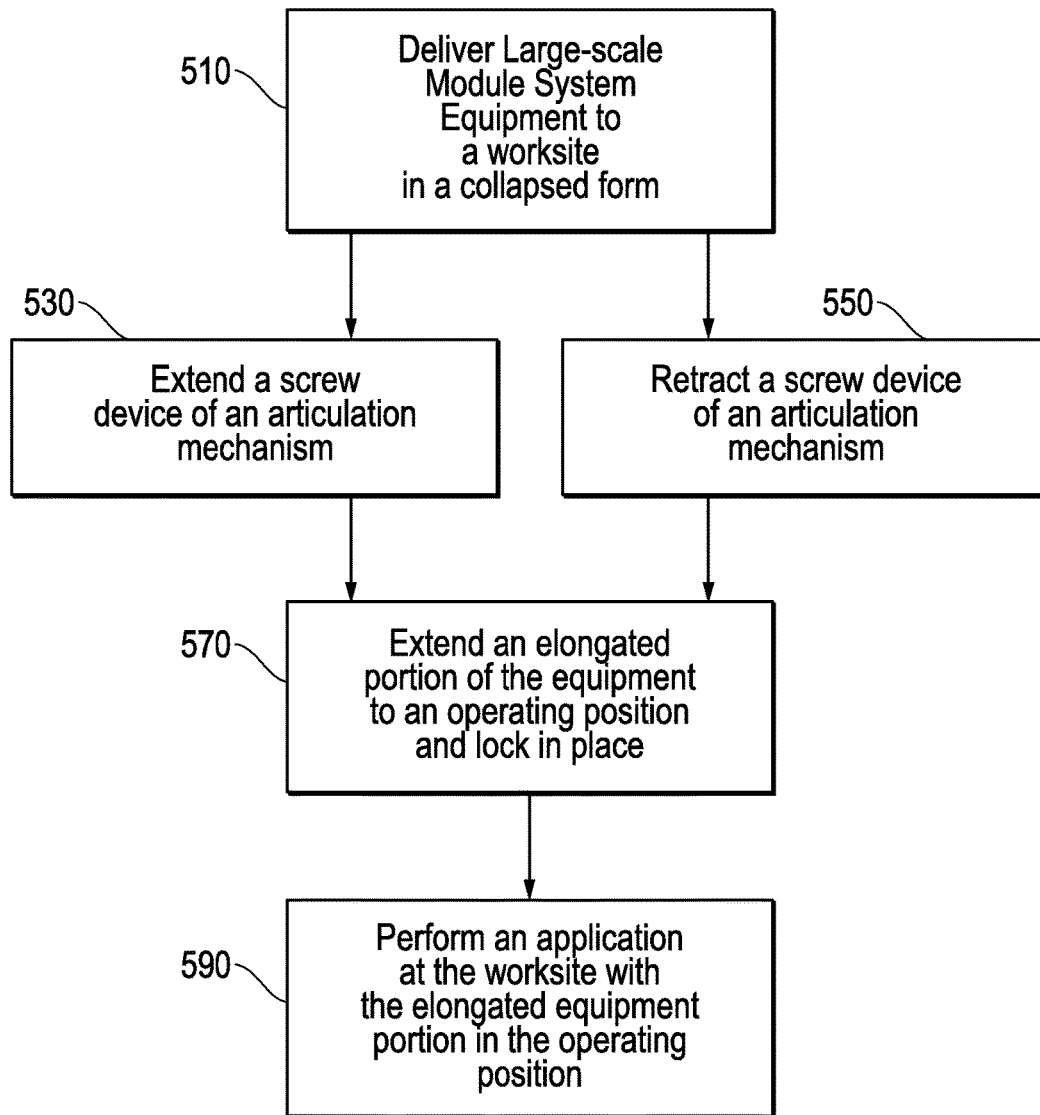 510
Deliver Large-scale
Module System
Equipment to
a worksite
in a collapsed form
530
Extend a screw
device of an articulation
mechanism
550
Retract a screw device
of an articulation
mechanism
570
Extend an elongated
portion of the equipment
to an operating position
and lock in place
590
Perform an application
at the worksite with
the elongated equipment
portion in the operating
position